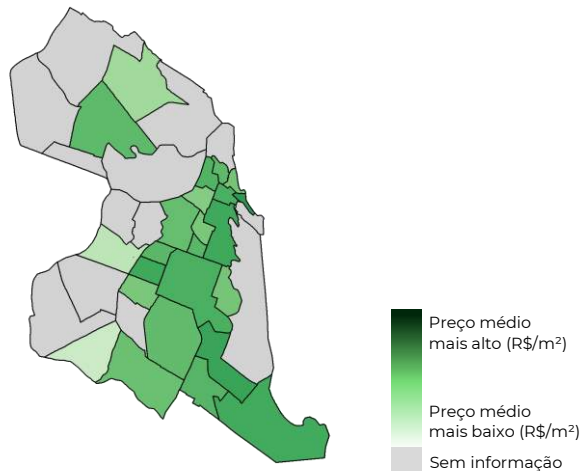 Preço médio
mais alto (R$/m²)
Preço médio
mais baixo (R$/m²)
Sem informação